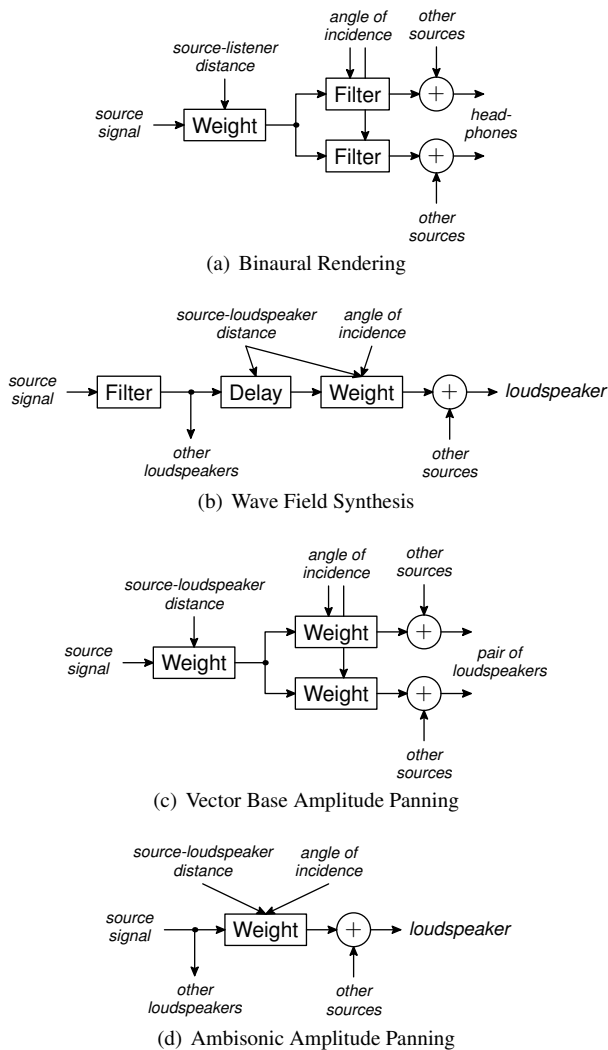 angle of
incidence
other
sources
source-listener
distance
source
signal
Weight
Filter
+
head-
phones
Filter
+
other
sources
(a) Binaural Rendering
source-loudspeaker
distance
angle of
incidence
source
signal
Filter
Delay
Weight
+
loudspeaker
other
loudspeakers
other
sources
(b) Wave Field Synthesis
angle of
incidence
other
sources
source-loudspeaker
distance
source
signal
Weight
Weight
+
pair of
loudspeakers
Weight
+
other
sources
(c) Vector Base Amplitude Panning
source-loudspeaker
distance
angle of
incidence
source
signal
Weight
+
loudspeaker
other
loudspeakers
other
sources
(d) Ambisonic Amplitude Panning